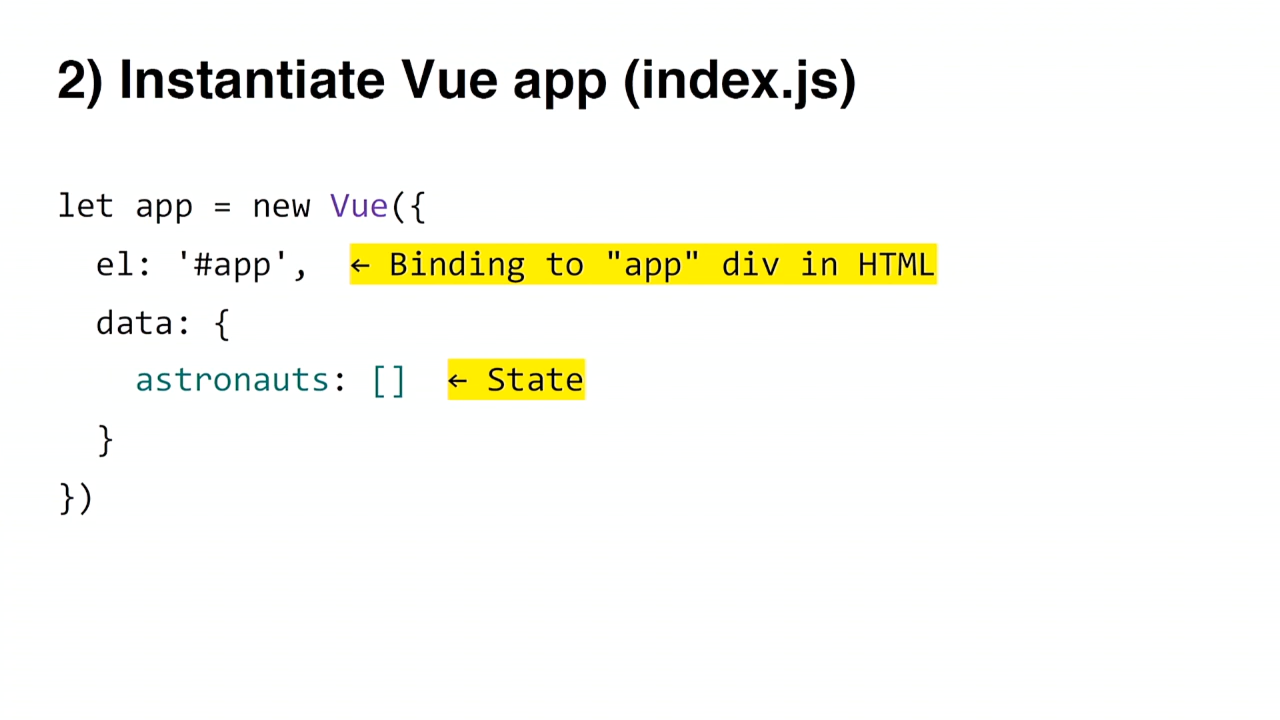 2) Instantiate Vue app (index.js)
let app = new Vue({
el: '#app', ← Binding to "app" div in HTML
data: {
astronauts: [] ← State
}
})